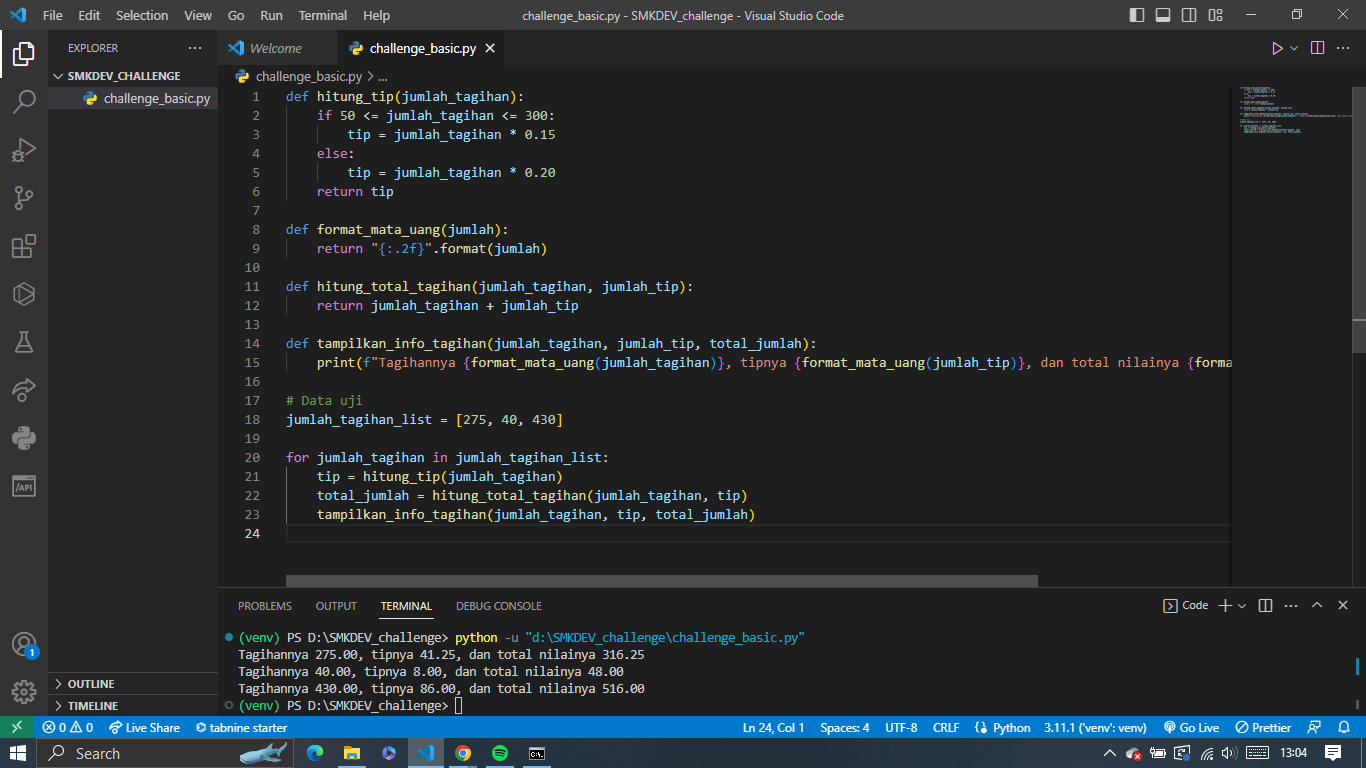 File Edit Selection View Go Run Terminal Help challenge_basic.py - SMKDEV_challenge - Visual Studio Code
EXPLORER ...
SMKDEV_CHALLENGE
challenge_basic.py
OUTLINE
TIMELINE
Welcome challenge_basic.py
challenge_basic.py > ...
1 def hitung_tip(jumlah_tagihan):
2 if 50 <= jumlah_tagihan <= 300:
3 tip = jumlah_tagihan * 0.15
4 else:
5 tip = jumlah_tagihan * 0.20
6 return tip
7
8 def format_mata_uang(jumlah):
9 return "{:.2f}".format(jumlah)
10
11 def hitung_total_tagihan(jumlah_tagihan, jumlah_tip):
12 return jumlah_tagihan + jumlah_tip
13
14 def tampilkan_info_tagihan(jumlah_tagihan, jumlah_tip, total_jumlah):
15 print(f"Tagihannya {format_mata_uang(jumlah_tagihan)}, tipnya {format_mata_uang(jumlah_tip)}, dan total nilainya {forma
16
17 # Data uji
18 jumlah_tagihan_list = [275, 40, 430]
19
20 for jumlah_tagihan in jumlah_tagihan_list:
21 tip = hitung_tip(jumlah_tagihan)
22 total_jumlah = hitung_total_tagihan(jumlah_tagihan, tip)
23 tampilkan_info_tagihan(jumlah_tagihan, tip, total_jumlah)
24
PROBLEMS OUTPUT TERMINAL DEBUG CONSOLE Code
(venv) PS D:\SMKDEV_challenge> python -u "d:\SMKDEV_challenge\challenge_basic.py"
Tagihannya 275.00, tipnya 41.25, dan total nilainya 316.25
Tagihannya 40.00, tipnya 8.00, dan total nilainya 48.00
Tagihannya 430.00, tipnya 86.00, dan total nilainya 516.00
(venv) PS D:\SMKDEV_challenge>
1
/API
0 0 Live Share tabnine starter Ln 24, Col 1 Spaces: 4 UTF-8 CRLF Python 3.11.1 ('venv': venv) Go Live Prettier
Search 13:04